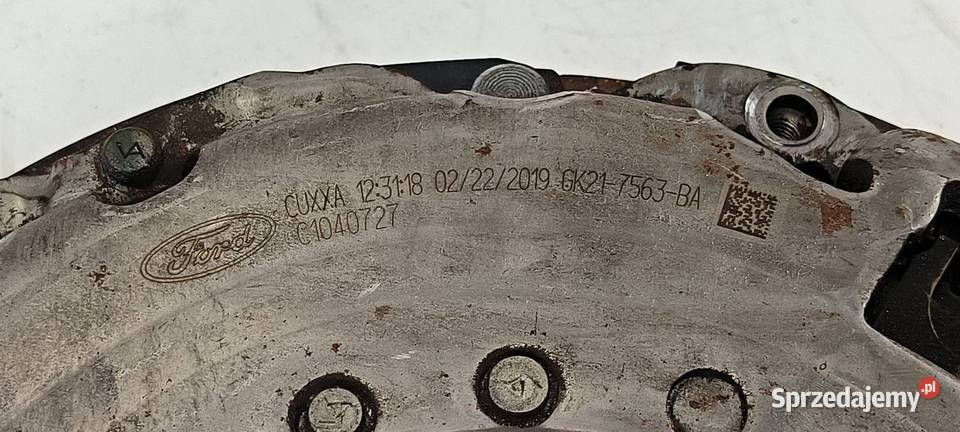 CUXXA 12:31:18 02/22/2019 GK21-7563-BA
Ford C1040727
Sprzedajemy.pl